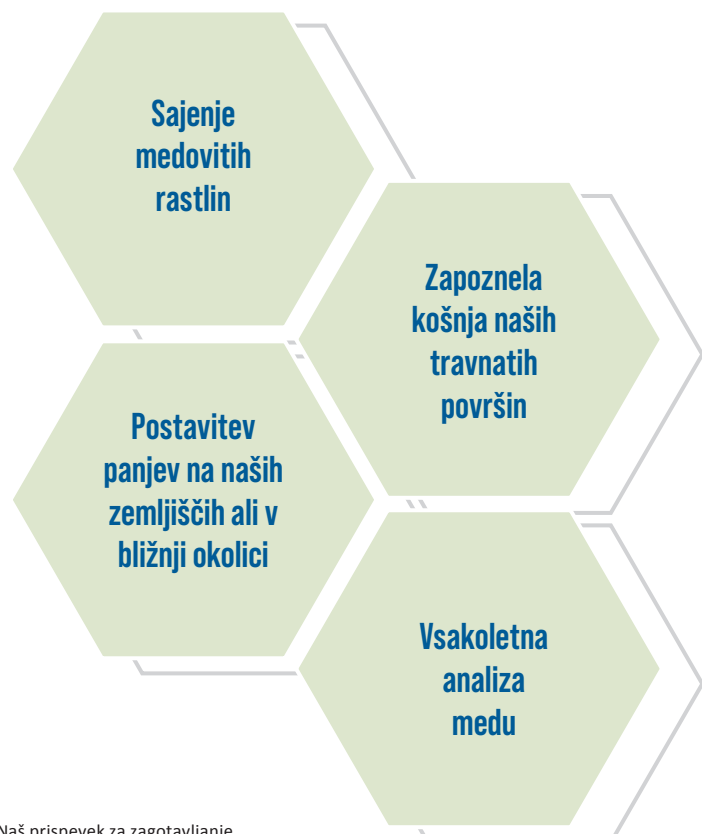 Sajenje
medovitih
rastlin
Zapoznela
košnja naših
travnatih
površin
Postavitev
panjev na naših
zemljiščih ali v
bližnji okolici
Vsakoletna
analiza
medu
Naš prispevek za zagotavljanje